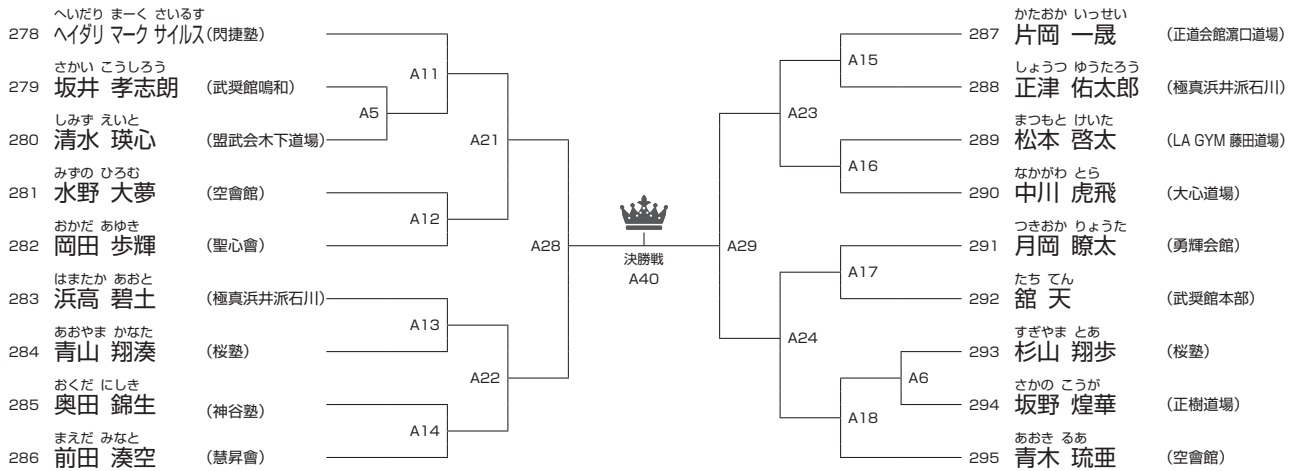 へいだり まーく さいるす
278 ヘイダリ マーク サイルス(閃捷塾)
さかい こうしろう
279 坂井 孝志朗 (武奨館鳴和)
しみず えいと
280 清水 瑛心 (盟武会木下道場)
みずの ひろむ
281 水野 大夢 (空會館)
おかだ あゆき
282 岡田 歩輝 (聖心會)
はまたか あおと
283 浜高 碧土 (極真浜井派石川)
あおやま かなた
284 青山 翔湊 (桜塾)
おくだ にしき
285 奥田 錦生 (神谷塾)
まえだ みなと
286 前田 湊空 (慧昇會)
A11
A5
A21
A12
A28
A13
A22
A14
決勝戦
A40
A15
A23
A16
A29
A17
A24
A6
A18
かたおか いっせい
287 片岡 一晟 (正道会館濱口道場)
しょうつ ゆうたろう
288 正津 佑太郎 (極真浜井派石川)
まつもと けいた
289 松本 啓太 (LA GYM 藤田道場)
なかがわ とら
290 中川 虎飛 (大心道場)
つきおか りょうた
291 月岡 瞭太 (勇輝会館)
たち てん
292 舘 天 (武奨館本部)
すぎやま とあ
293 杉山 翔歩 (桜塾)
さかの こうが
294 坂野 煌華 (正樹道場)
あおき るあ
295 青木 琉亜 (空會館)